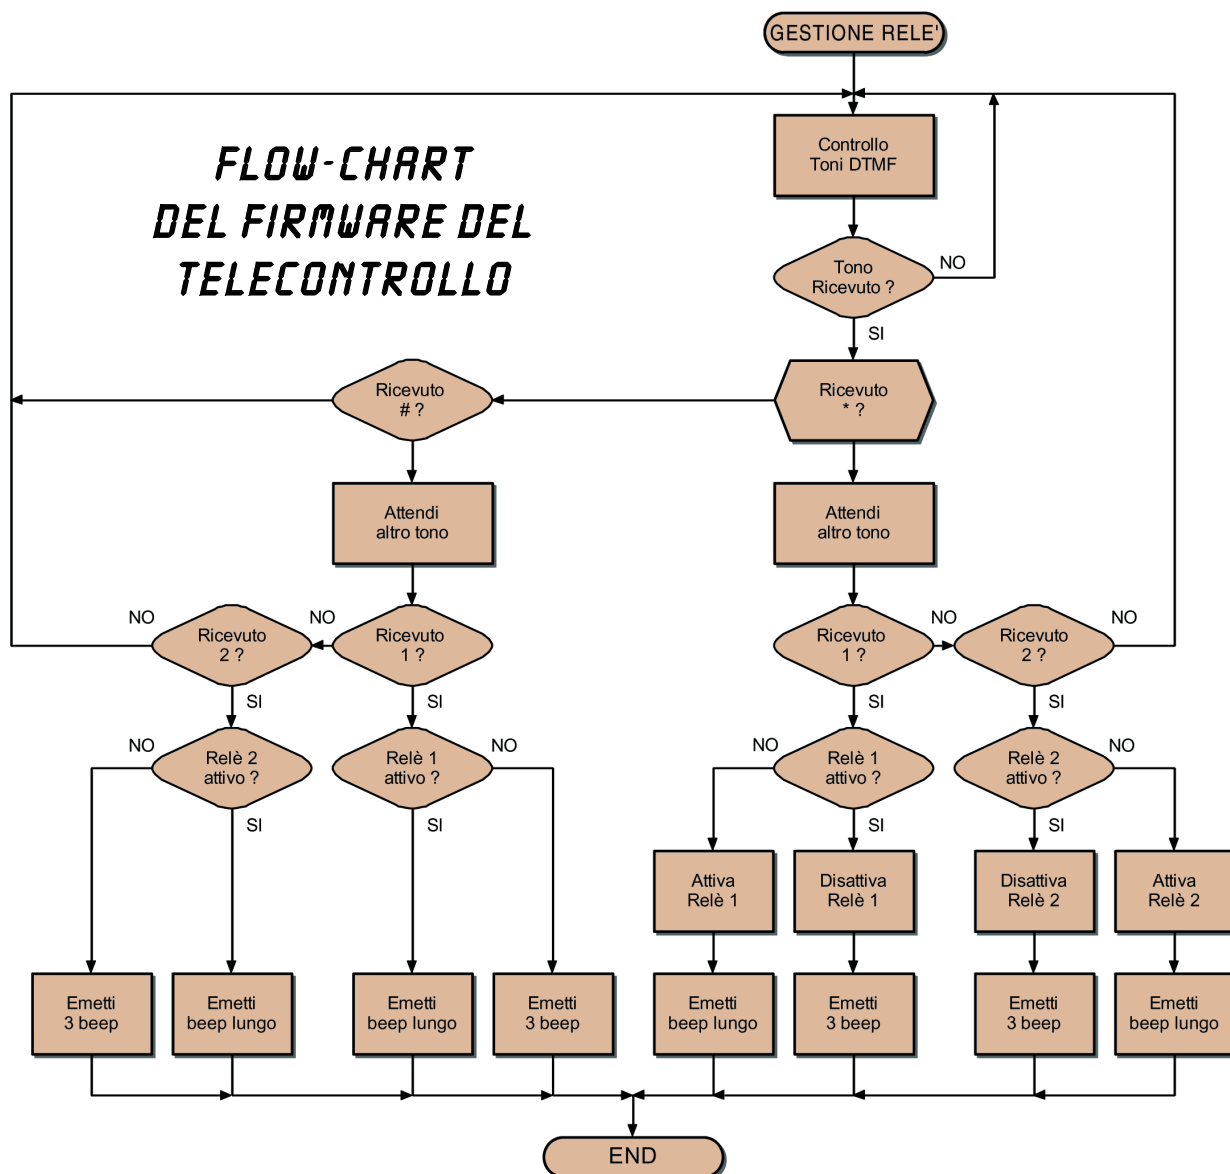 GESTIONE RELE'
FLOW-CHART
DEL FIRMWARE DEL
TELECONTROLLO
Controllo
Toni DTMF
Tono
Ricevuto ?
NO
SI
Ricevuto
# ?
Ricevuto
* ?
Attendi
altro tono
Attendi
altro tono
NO
Ricevuto
2 ?
NO
Ricevuto
1 ?
Ricevuto
1 ?
NO
Ricevuto
2 ?
NO
SI
SI
SI
SI
NO
Relè 2
attivo ?
Relè 1
attivo ?
NO
NO
Relè 1
attivo ?
Relè 2
attivo ?
NO
SI
SI
SI
SI
Attiva
Relè 1
Disattiva
Relè 1
Disattiva
Relè 2
Attiva
Relè 2
Emetti
3 beep
Emetti
beep lungo
Emetti
beep lungo
Emetti
3 beep
Emetti
beep lungo
Emetti
3 beep
Emetti
3 beep
Emetti
beep lungo
END